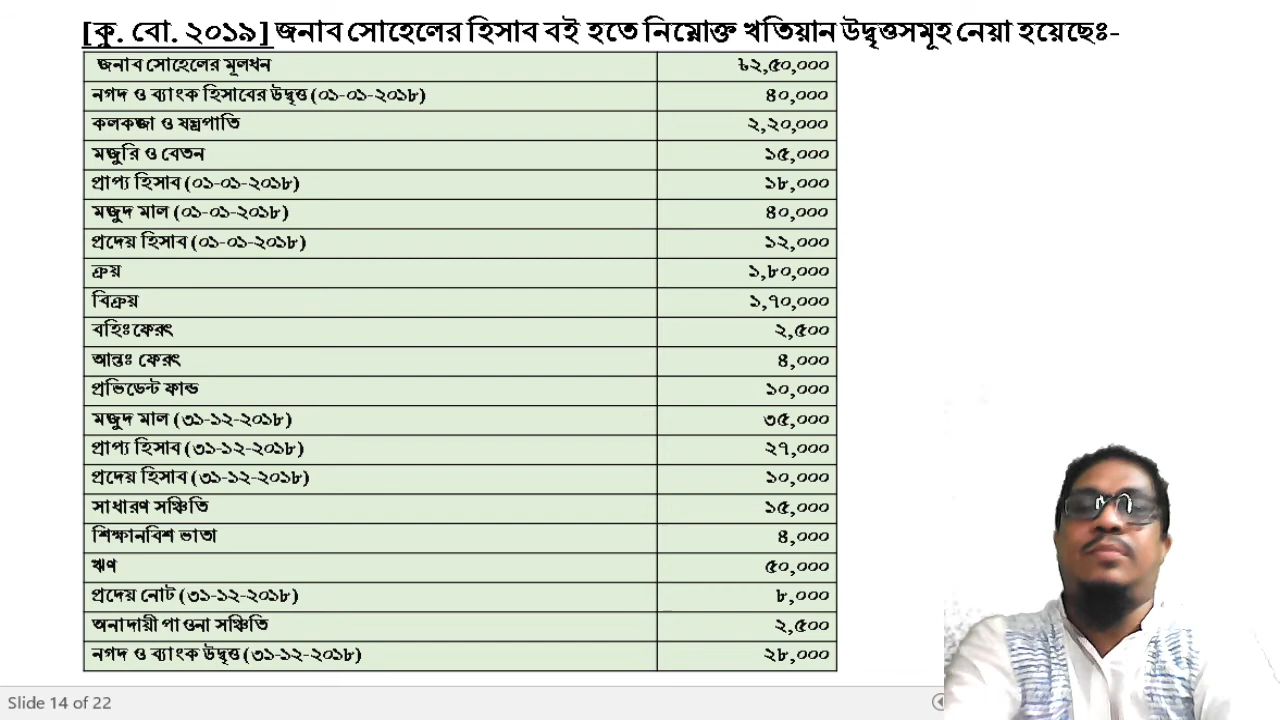 [কু. বো. ২০১৯] জনাব সোহেলের হিসাব বই হতে নিম্নোক্ত খতিয়ান উদ্বৃত্তসমূহ নেয়া হয়েছেঃ-
জনাব সোহেলের মূলধন ৳২,৫০,০০০
নগদ ও ব্যাংক হিসাবের উদ্বৃত্ত (০১-০১-২০১৮) ৪০,০০০
কলকব্জা ও যন্ত্রপাতি ২,২০,০০০
মজুরি ও বেতন ১৫,০০০
প্রাপ্য হিসাব (০১-০১-২০১৮) ১৮,০০০
মজুদ মাল (০১-০১-২০১৮) ৪০,০০০
প্রদেয় হিসাব (০১-০১-২০১৮) ১২,০০০
ক্রয় ১,৮০,০০০
বিক্রয় ১,৭০,০০০
বহিঃফেরৎ ২,৫০০
আন্তঃ ফেরৎ ৪,০০০
প্রভিডেন্ট ফান্ড ১০,০০০
মজুদ মাল (৩১-১২-২০১৮) ৩৫,০০০
প্রাপ্য হিসাব (৩১-১২-২০১৮) ২৭,০০০
প্রদেয় হিসাব (৩১-১২-২০১৮) ১০,০০০
সাধারণ সঞ্চিতি ১৫,০০০
শিক্ষানবিশ ভাতা ৪,০০০
ঋণ ৫০,০০০
প্রদেয় নোট (৩১-১২-২০১৮) ৮,০০০
অনাদায়ী পাওনা সঞ্চিতি ২,৫০০
নগদ ও ব্যাংক উদ্বৃত্ত (৩১-১২-২০১৮) ২৮,০০০
Slide 14 of 22